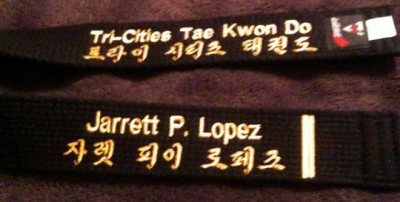 Tri-Cities Tae Kwon Do
트라이 시티즈 태권도
Jarrett P. Lopez
자렛 피이 로페즈